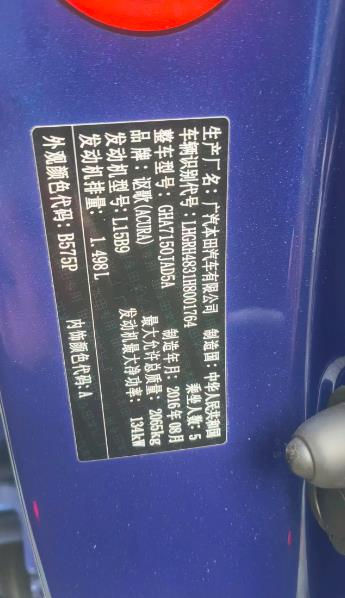 生产厂名：广汽本田汽车有限公司 制造国：中华人民共和国
车辆识别代号：LHGRH4831H8001764 乘坐人数：5
整车型号：GHA7150JAD5A 制造年月：2016年08月
品牌：讴歌(ACURA) 最大允许总质量：2065kg
发动机型号：L15B9 发动机最大净功率：134kW
发动机排量：1.498L
外观颜色代码：B575P 内饰颜色代码：A